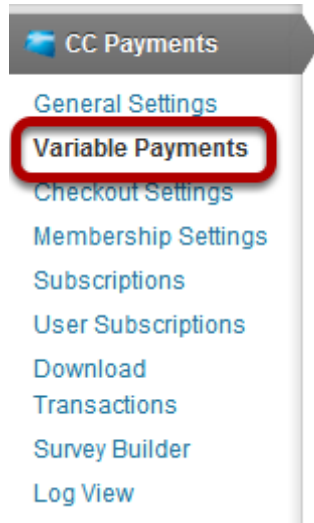 CC Payments
General Settings
Variable Payments
Checkout Settings
Membership Settings
Subscriptions
User Subscriptions
Download
Transactions
Survey Builder
Log View